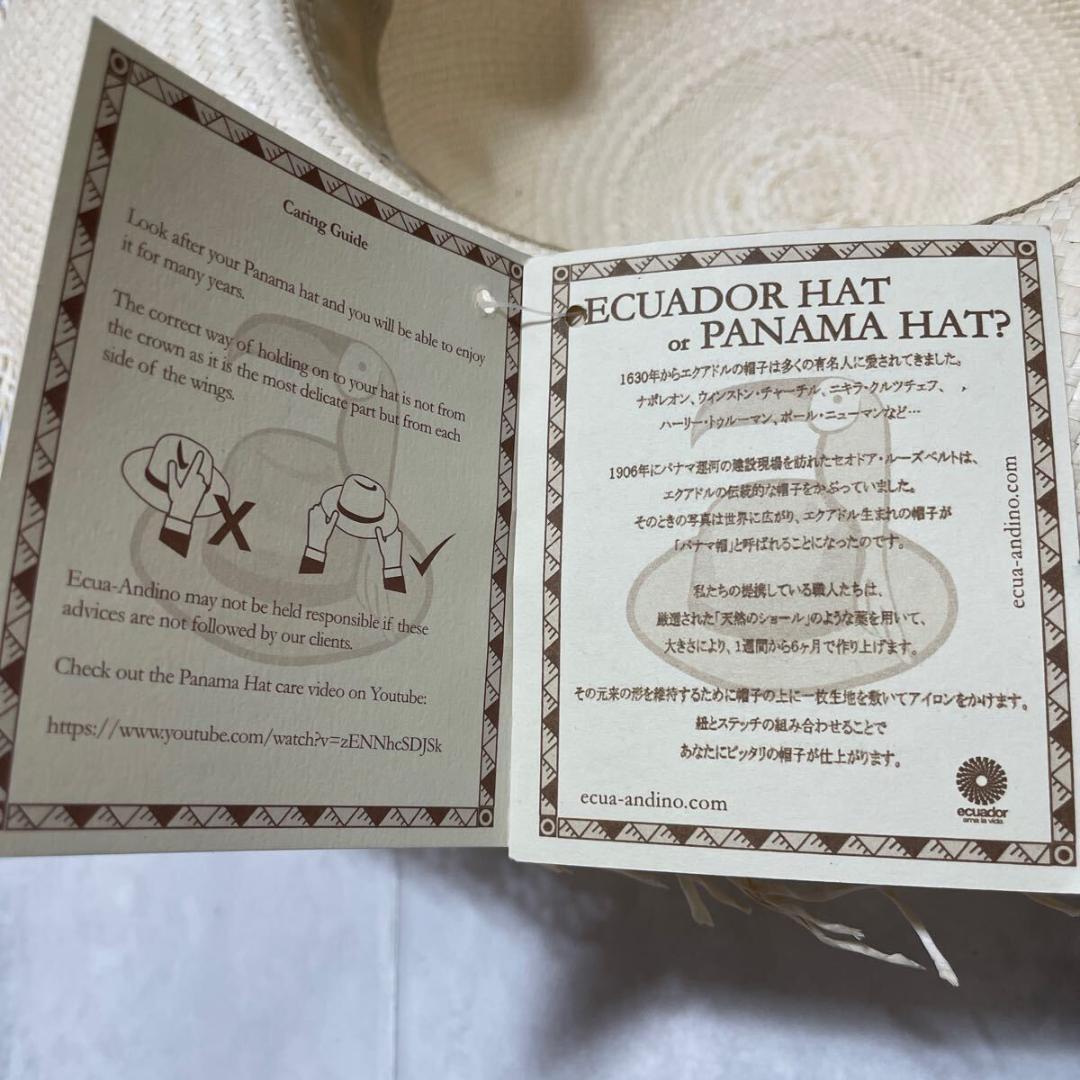 Caring Guide
Look after your Panama hat and you will be able to enjoy
it for many years.
The correct way of holding on to your hat is not from
the crown as it is the most delicate part but from each
side of the wings.
Ecua-Andino may not be held responsible if these
advices are not followed by our clients.
Check out the Panama Hat care video on Youtube:
https://www.youtube.com/watch?v=zENNhcSDJSk
ECUADOR HAT
or PANAMA HAT?
1630年からエクアドルの帽子は多くの有名人に愛されてきました。
ナポレオン、ウィンストン・チャーチル、ニキラ・クルツチェフ、 ,
ハーリー・トゥルーマン、ポール・ニューマンなど…
1906年にパナマ運河の建設現場を訪れたセオドア・ルーズベルトは、
エクアドルの伝統的な帽子をかぶっていました。
そのときの写真は世界に広がり、エクアドル生まれの帽子が
「パナマ帽」と呼ばれることになったのです。
私たちの提携している職人たちは、
厳選された「天然のショール」のような藁を用いて、
大きさにより、1週間から6ヶ月で作り上げます。
その元来の形を維持するために帽子の上に一枚生地を敷いてアイロンをかけます。
紐とステッチの組み合わせることで
あなたにピッタリの帽子が仕上がります。
ecua-andino.com
ecuador
ama la vida
ecua-andino.com